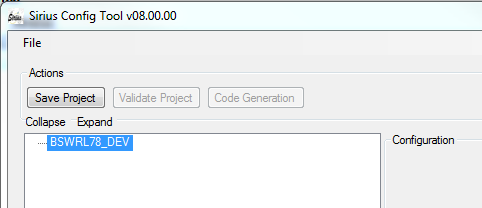 Sirius Config Tool v08.00.00
File
Actions
Save Project Validate Project Code Generation
Collapse Expand
BSWRL78_DEV
Configuration